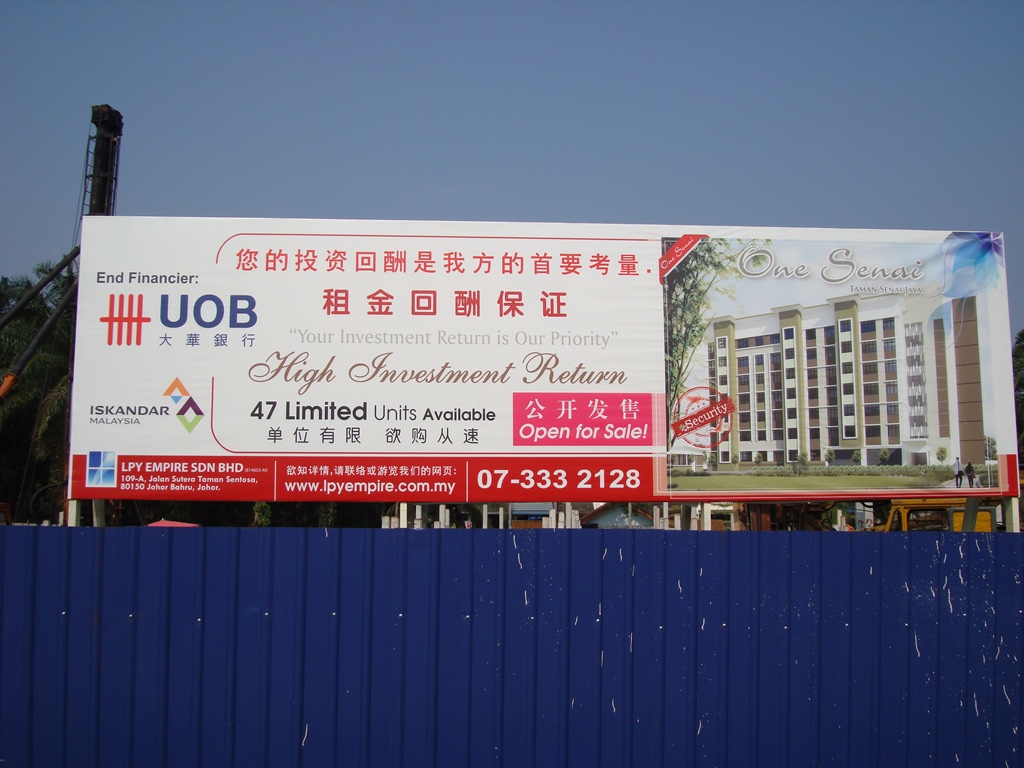 End Financier:
UOB
大華銀行
ISKANDAR
MALAYSIA
您的投资回酬是我方的首要考量.
租金回酬保证
“Your Investment Return is Our Priority”
High Investment Return
47 Limited Units Available
单位有限 欲购从速
公开发售
Open for Sale!
One Senai
One Senai
TAMAN SENAI JAYA
Security
LPY EMPIRE SDN BHD
109-A, Jalan Sutera Taman Sentosa,
80150 Johor Bahru, Johor.
欲知详情,请联络或游览我们的网页:
www.lpyempire.com.my
07-333 2128